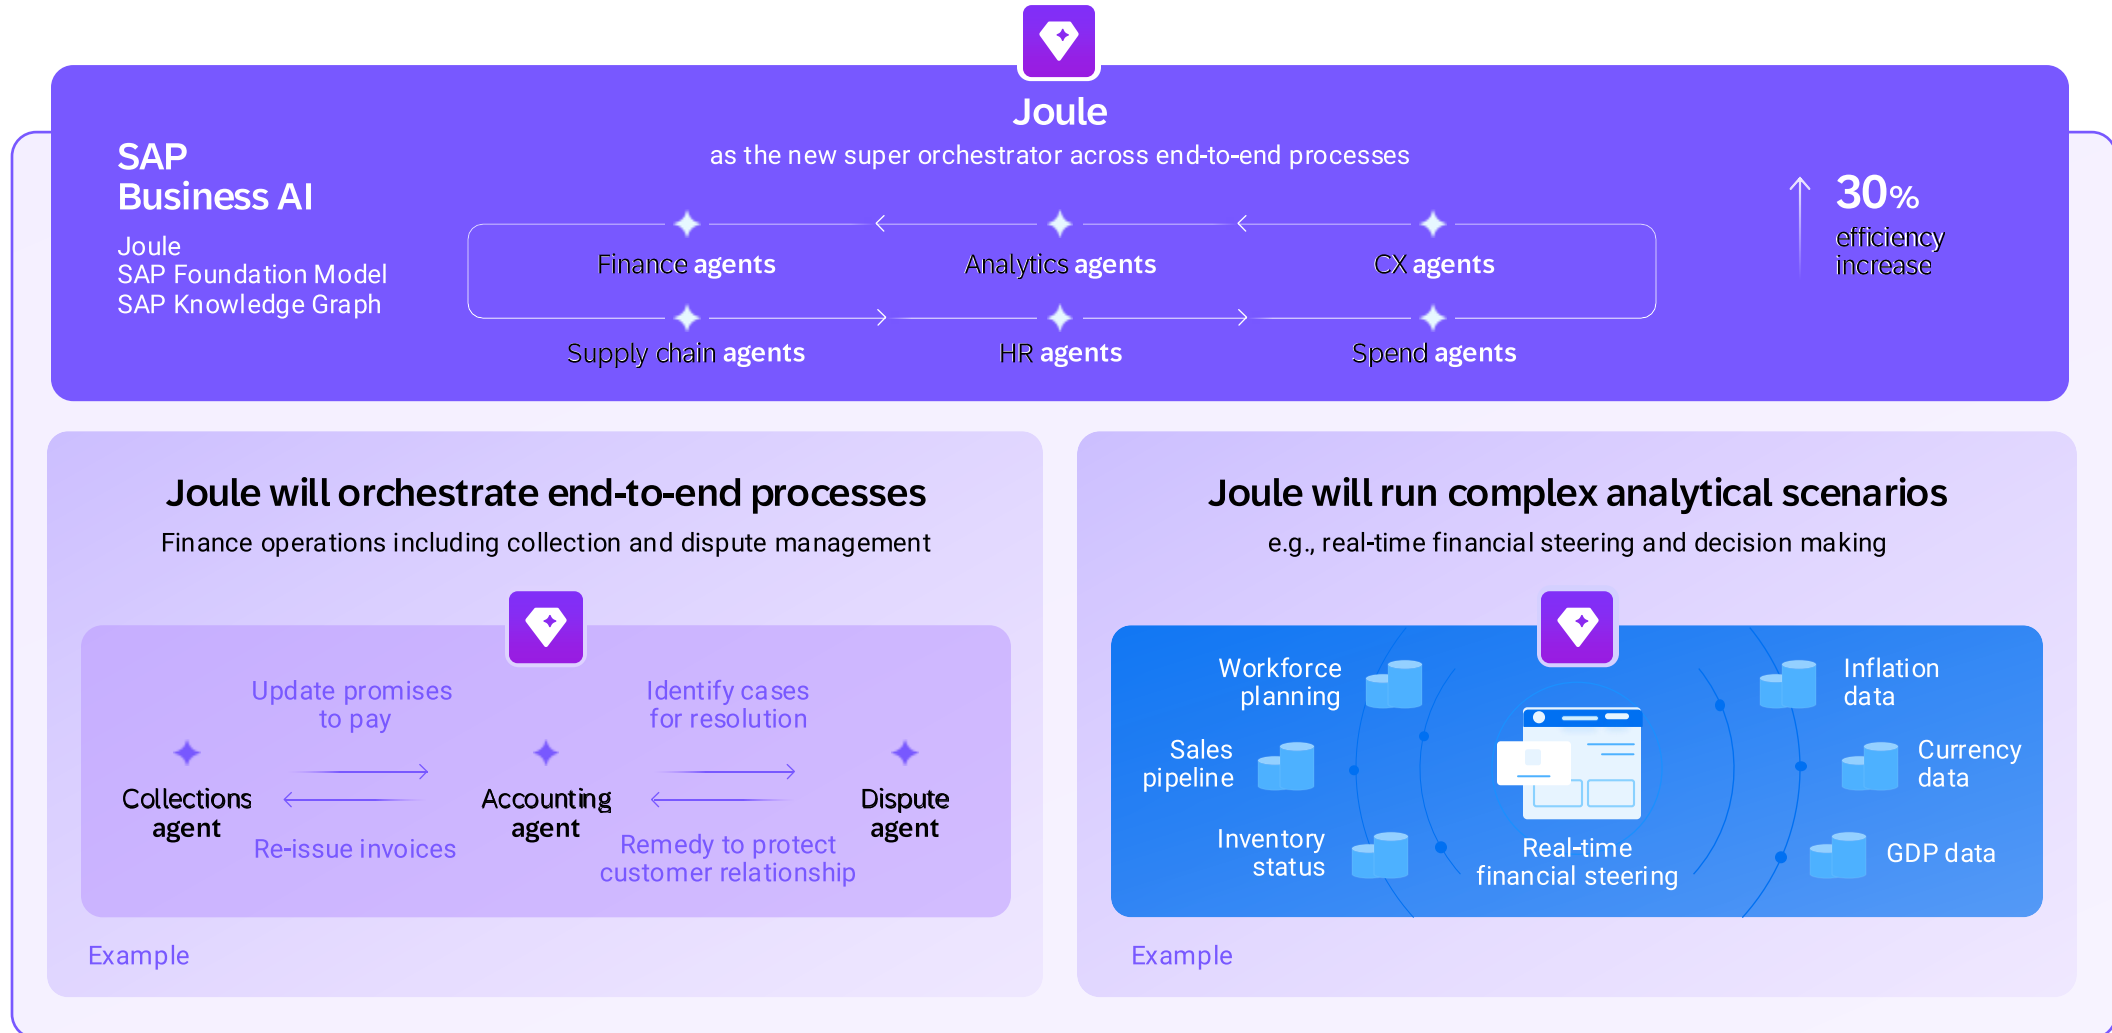 Joule
as the new super orchestrator across end-to-end processes
SAP
Business AI
Joule
SAP Foundation Model
SAP Knowledge Graph
Finance agents
Analytics agents
CX agents
Supply chain agents
HR agents
Spend agents
30%
efficiency
increase
Joule will orchestrate end-to-end processes
Finance operations including collection and dispute management
Update promises
to pay
Identify cases
for resolution
Collections
agent
Accounting
agent
Dispute
agent
Re-issue invoices
Remedy to protect
customer relationship
Example
Joule will run complex analytical scenarios
e.g., real-time financial steering and decision making
Workforce
planning
Sales
pipeline
Inventory
status
Real-time
financial steering
Inflation
data
Currency
data
GDP data
Example